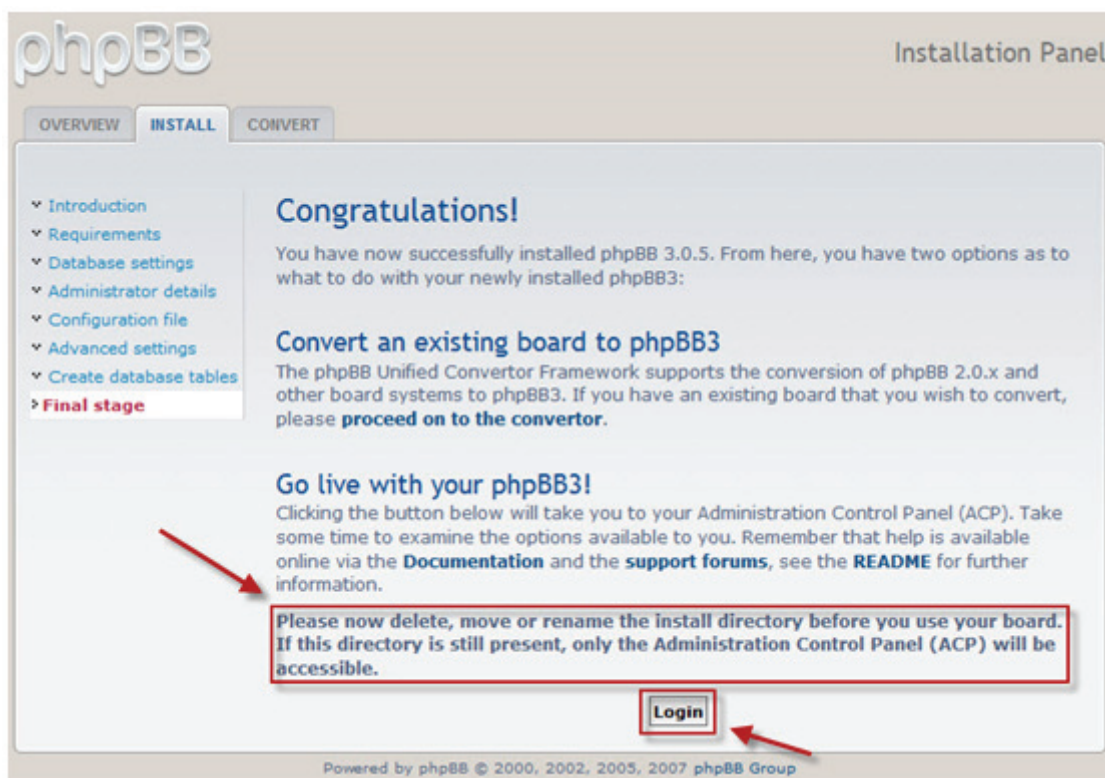 phpBB
Installation Panel
OVERVIEW INSTALL CONVERT
Introduction
Requirements
Database settings
Administrator details
Configuration file
Advanced settings
Create database tables
Final stage
Congratulations!
You have now successfully installed phpBB 3.0.5. From here, you have two options as to
what to do with your newly installed phpBB3:
Convert an existing board to phpBB3
The phpBB Unified Convertor Framework supports the conversion of phpBB 2.0.x and
other board systems to phpBB3. If you have an existing board that you wish to convert,
please proceed on to the convertor.
Go live with your phpBB3!
Clicking the button below will take you to your Administration Control Panel (ACP). Take
some time to examine the options available to you. Remember that help is available
online via the Documentation and the support forums, see the README for further
information.
Please now delete, move or rename the install directory before you use your board.
If this directory is still present, only the Administration Control Panel (ACP) will be
accessible.
Login
Powered by phpBB © 2000, 2002, 2005, 2007 phpBB Group